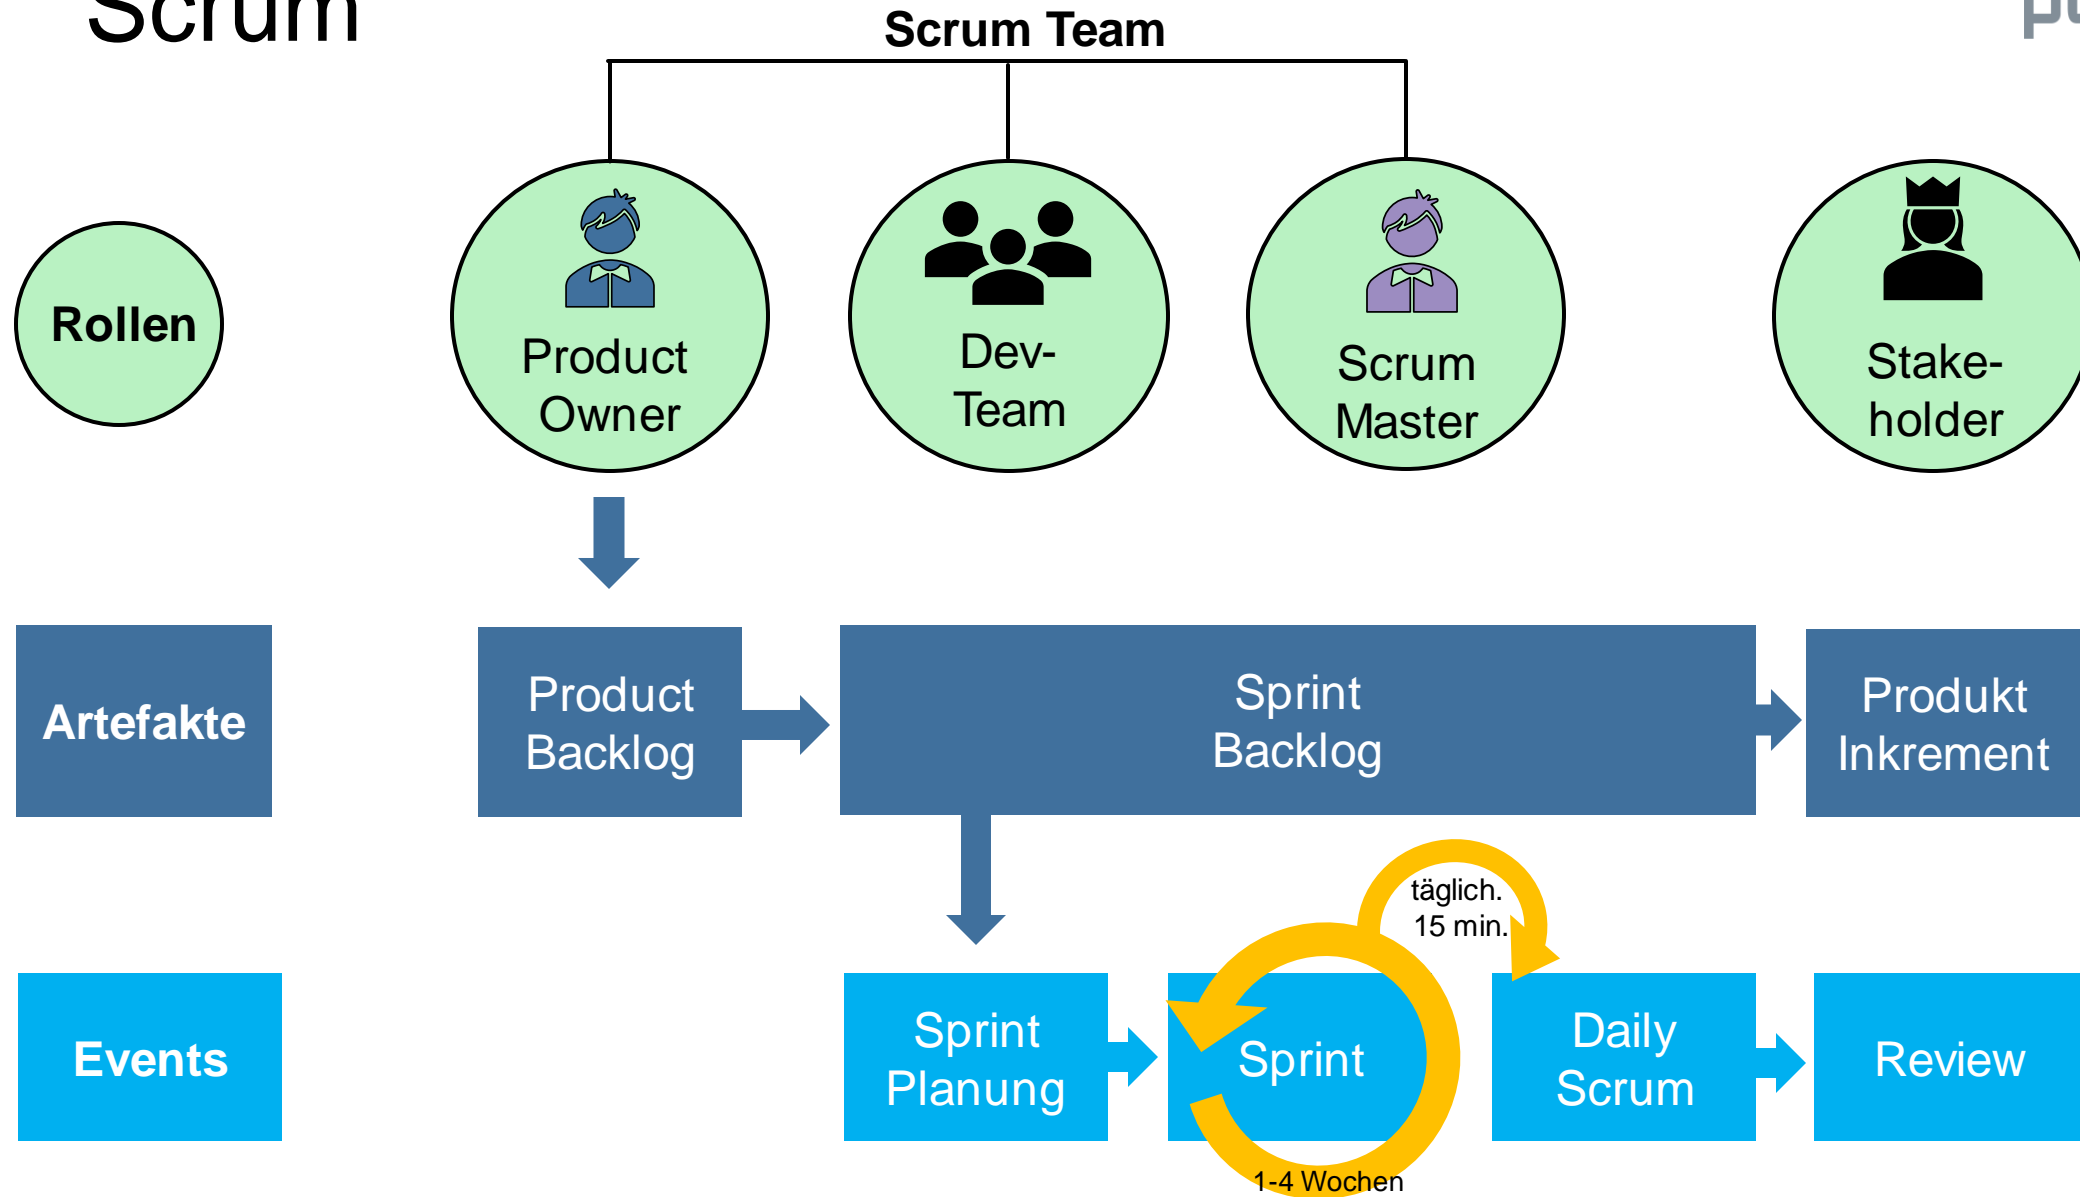 Scrum
Scrum Team
Rollen
Product
Owner
Dev-
Team
Scrum
Master
Stake-
holder
Artefakte
Product
Backlog
Sprint
Backlog
Produkt
Inkrement
täglich.
15 min.
Events
Sprint
Planung
Sprint
Daily
Scrum
Review
1-4 Wochen